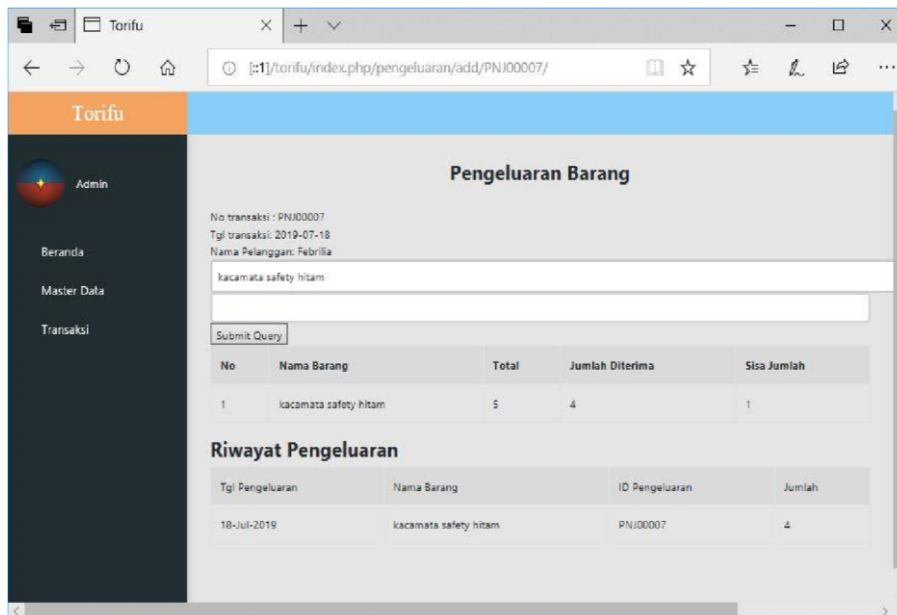 Torifu
[::1]/torifu/index.php/pengeluaran/add/PNJ00007/
Torifu
Admin
Beranda
Master Data
Transaksi
Pengeluaran Barang
No transaksi : PNJ00007
Tgl transaksi: 2019-07-18
Nama Pelanggan: Febrilia
kacamata safety hitam
Submit Query
No Nama Barang Total Jumlah Diterima Sisa Jumlah
1 kacamata safety hitam 5 4 1
Riwayat Pengeluaran
Tgl Pengeluaran Nama Barang ID Pengeluaran Jumlah
18-Jul-2019 kacamata safety hitam PNJ00007 4